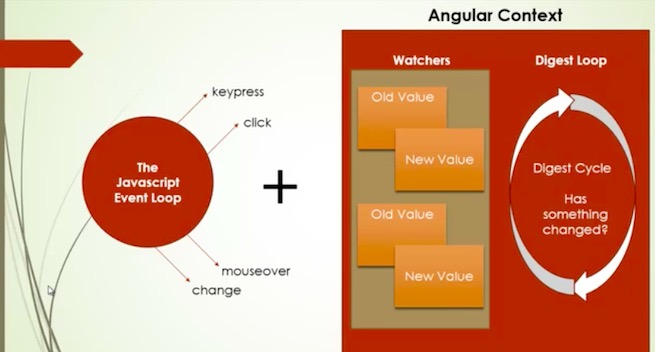 Angular Context
keypress
click
The
Javascript
Event Loop
mouseover
change
+
Watchers
Old Value
New Value
Old Value
New Value
Digest Loop
Digest Cycle
Has
something
changed?